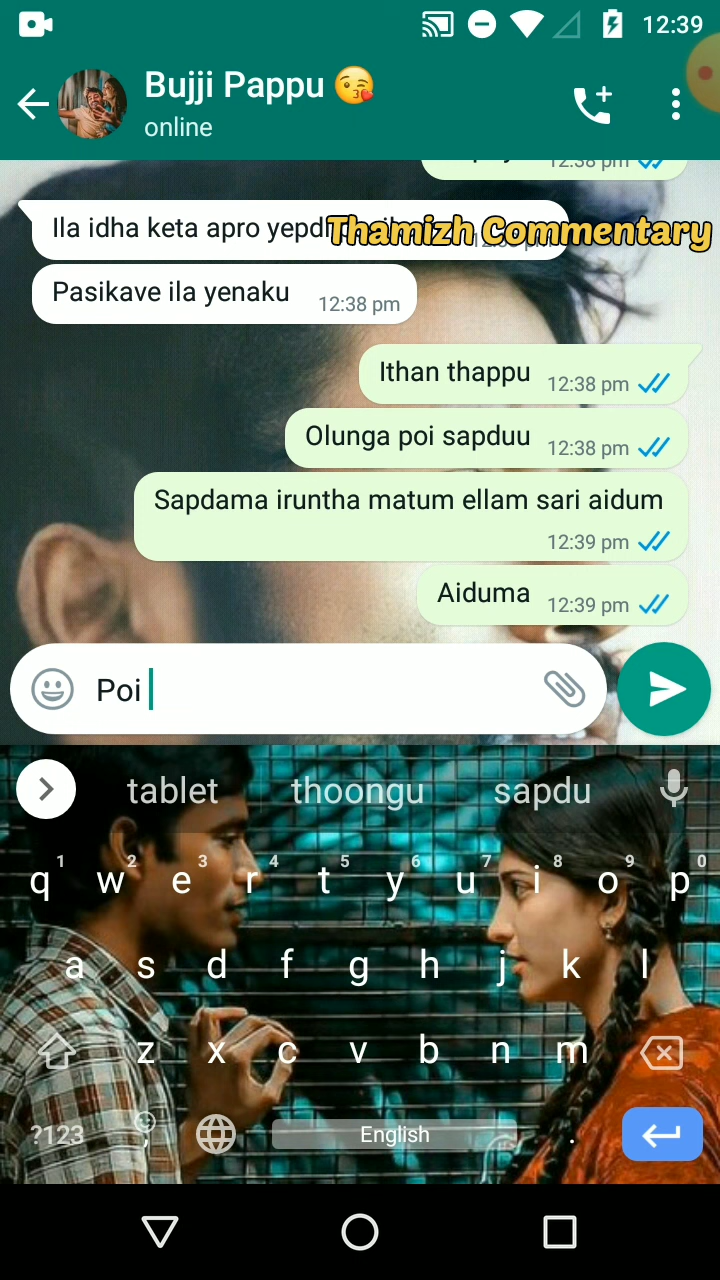 12:39
Bujji Pappu 😘
online
12:38 pm
Ila idha keta apro
Thamizh Commentary
Pasikave ila yenaku 12:38 pm
Ithan thappu 12:38 pm
Olunga poi sapduu 12:38 pm
Sapdama iruntha matum ellam sari aidum
12:39 pm
Aiduma 12:39 pm
Poi
tablet thoongu sapdu
1 2 3 4 5 6 7 8 9 0
q w e r t y u i o p
a s d f g h j k l
z x c v b n m
?123 , English .